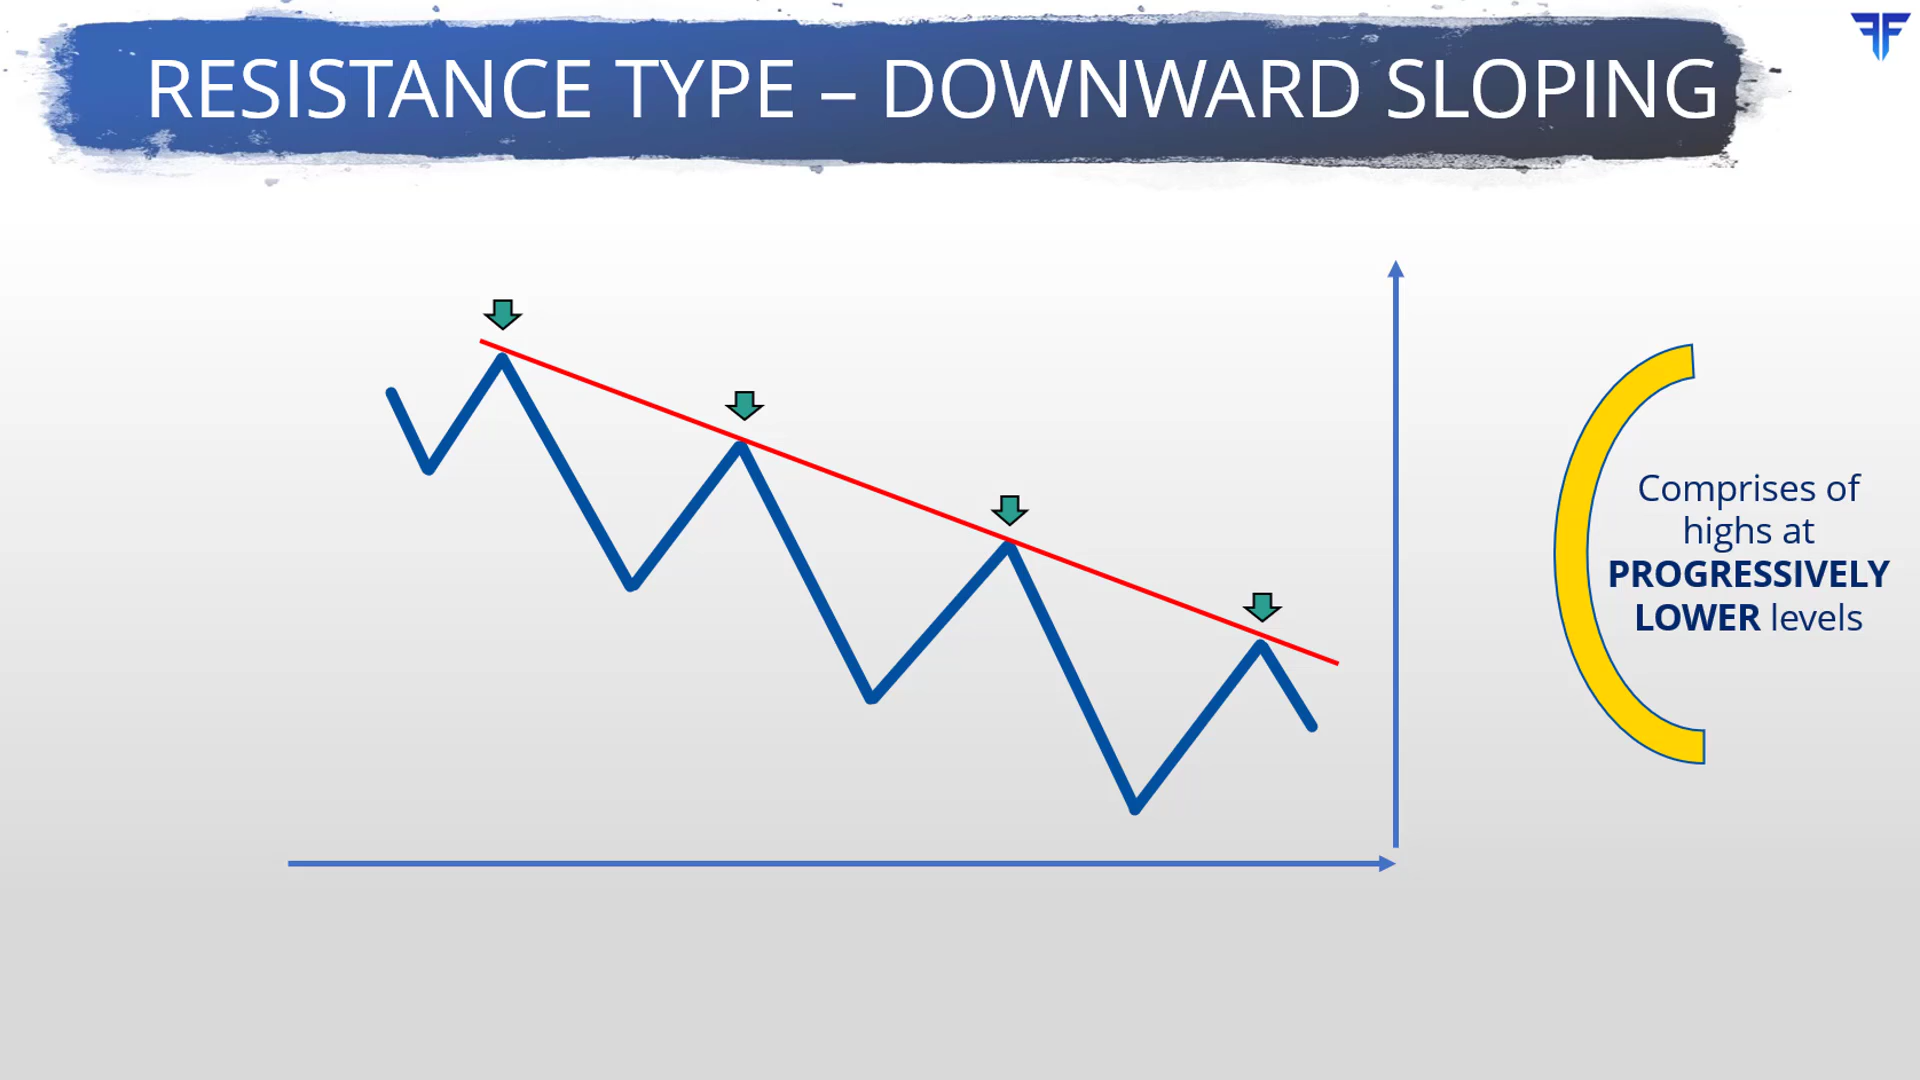 RESISTANCE TYPE – DOWNWARD SLOPING
Comprises of
highs at
PROGRESSIVELY
LOWER levels